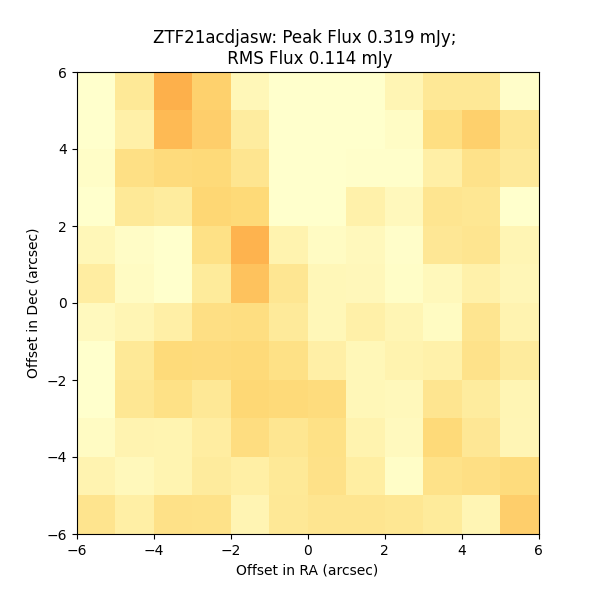 ZTF21acdjasw: Peak Flux 0.319 mJy;
RMS Flux 0.114 mJy
6
4
2
0
−2
−4
−6
Offset in Dec (arcsec)
−6 −4 −2 0 2 4 6
Offset in RA (arcsec)